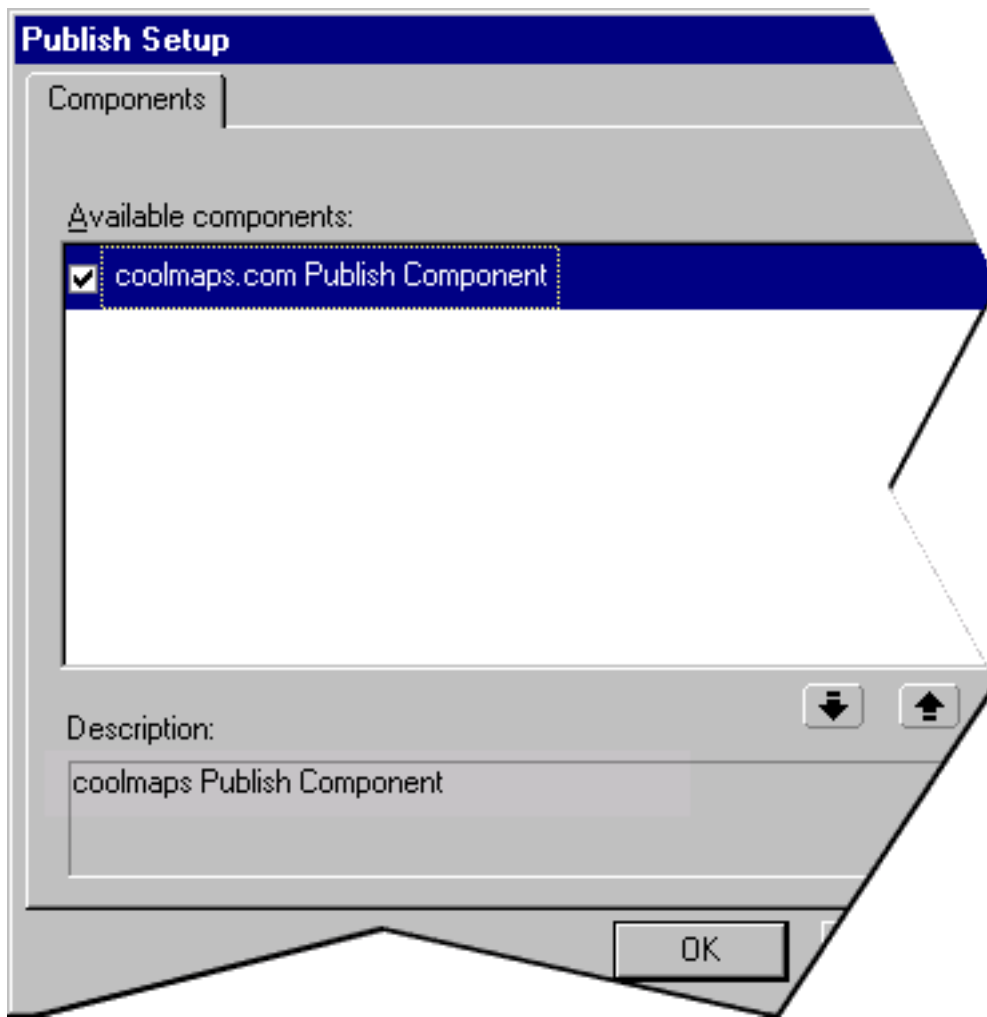 Publish Setup
Components
Available components:
coolmaps.com Publish Component
Description:
coolmaps Publish Component
OK